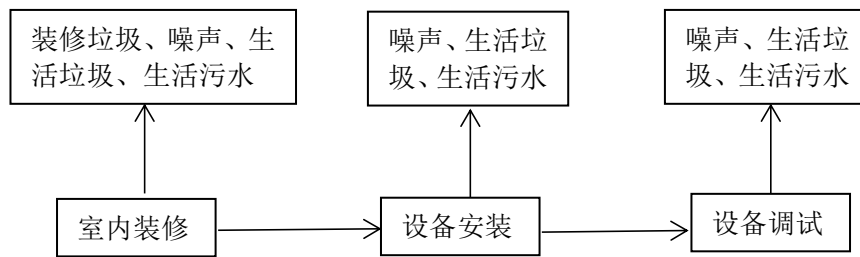 装修垃圾、噪声、生
活垃圾、生活污水
噪声、生活垃
圾、生活污水
噪声、生活垃
圾、生活污水
室内装修
设备安装
设备调试